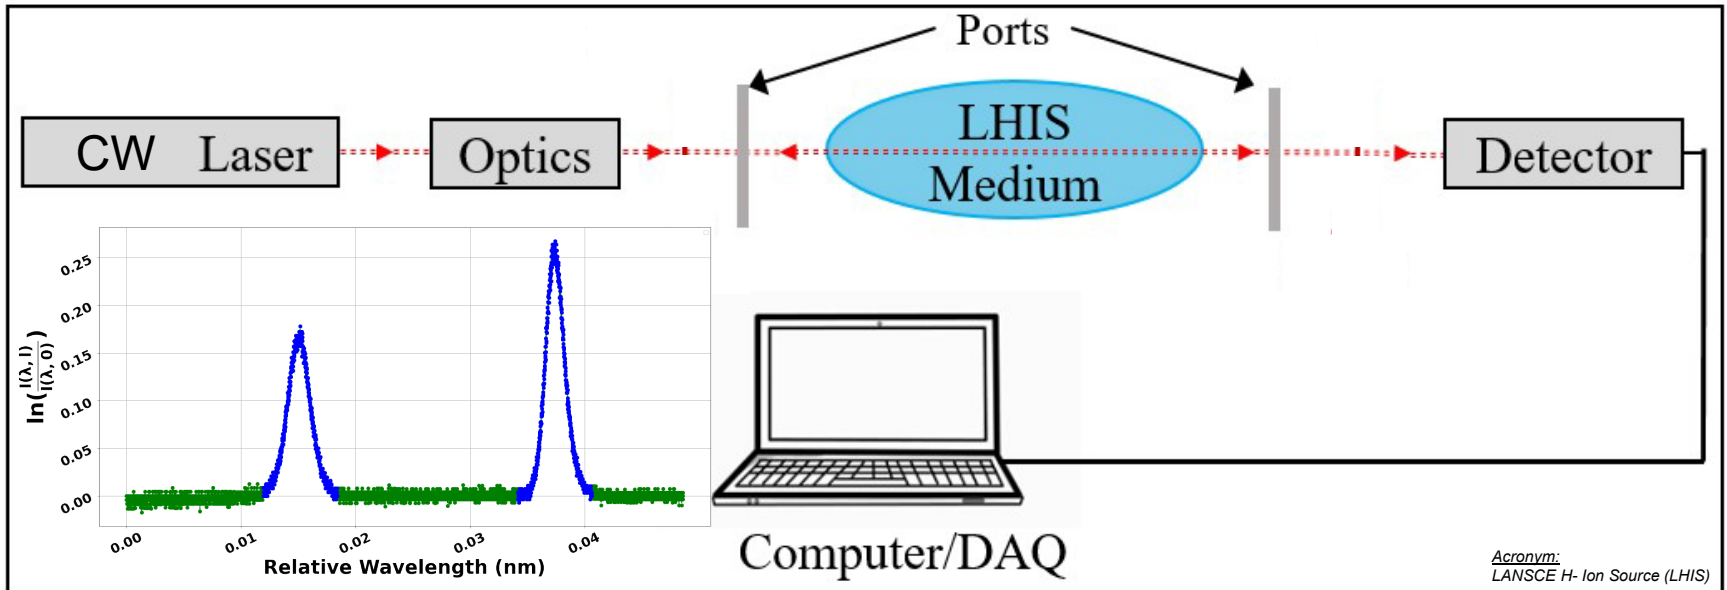 Ports
CW Laser
Optics
LHIS
Medium
Detector
0.25
0.20
0.15
0.10
0.05
0.00
ln(I(λ, l)/I(λ, 0))
0.00 0.01 0.02 0.03 0.04
Relative Wavelength (nm)
Computer/DAQ
Acronym:
LANSCE H- Ion Source (LHIS)